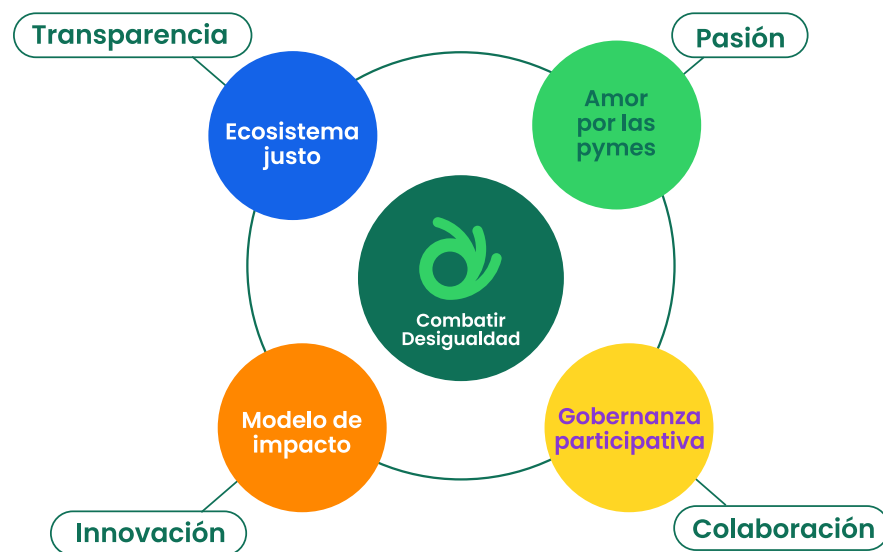 Transparencia
Pasión
Ecosistema
justo
Amor
por las
pymes
Combatir
Desigualdad
Modelo de
impacto
Gobernanza
participativa
Innovación
Colaboración